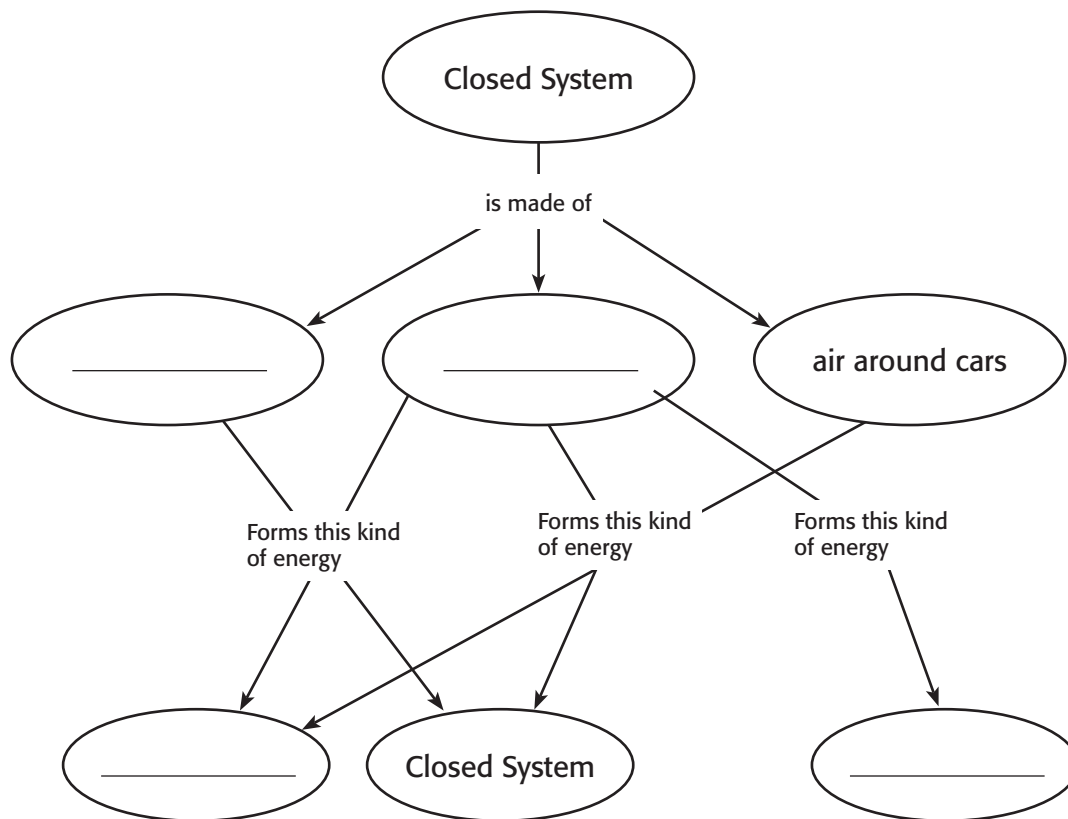 Closed System
is made of
air around cars
Forms this kind
of energy
Forms this kind
of energy
Forms this kind
of energy
Closed System